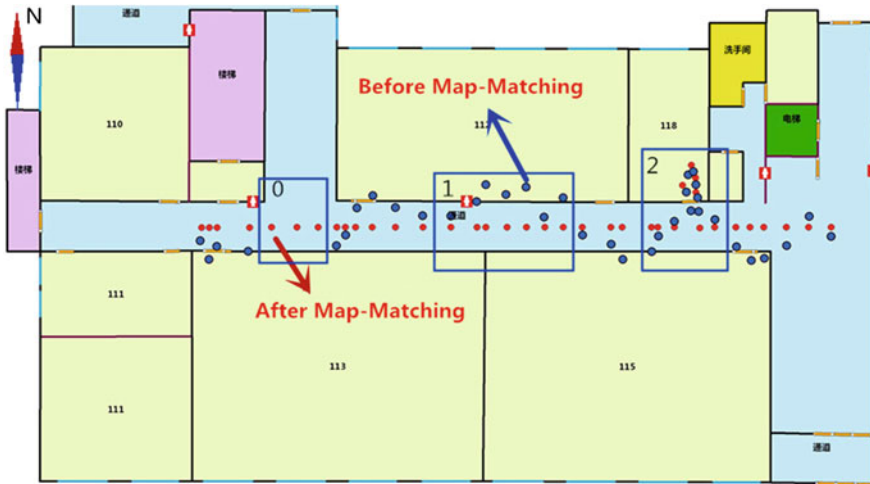 N
通道
楼梯
洗手间
Before Map-Matching
110
112
118
电梯
楼梯
2
0
1
通道
After Map-Matching
111
113
115
111
通道